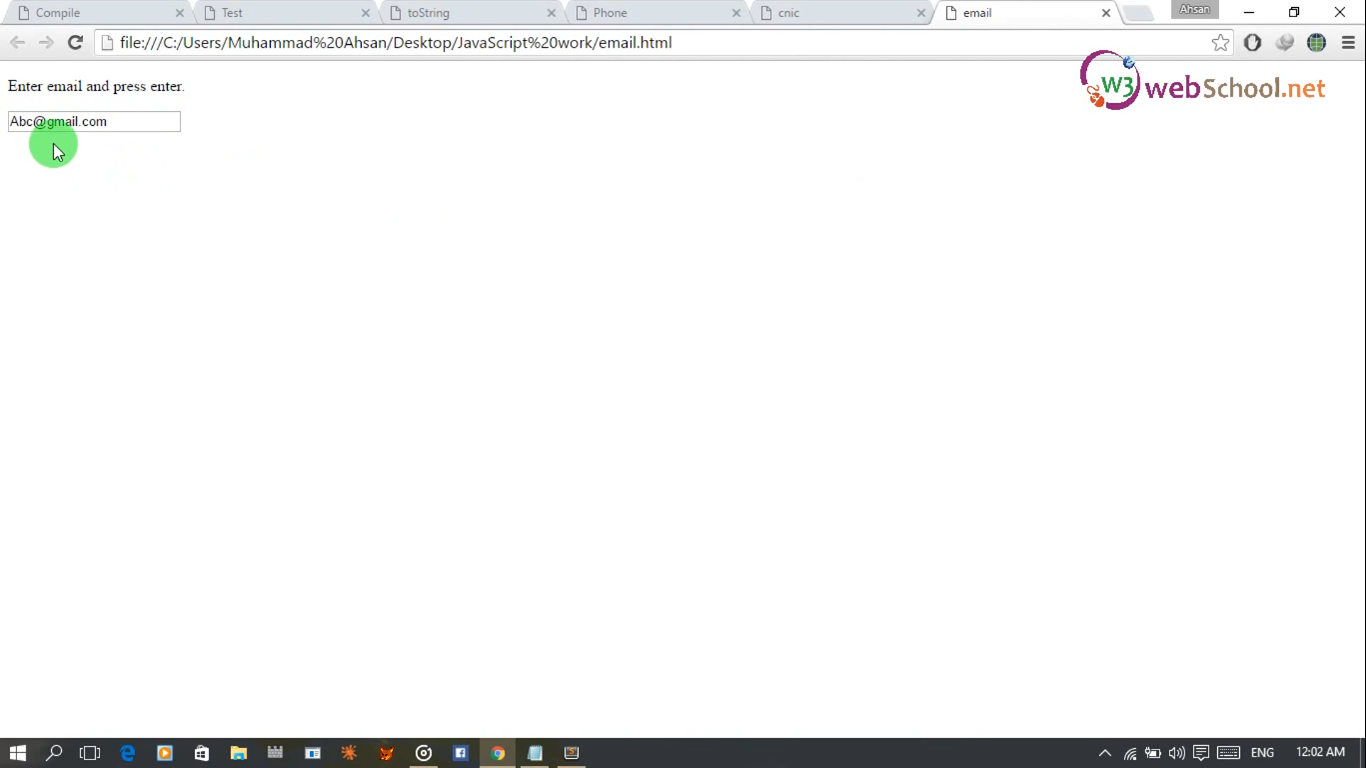 Compile
Test
toString
Phone
cnic
email
Ahsan
file:///C:/Users/Muhammad%20Ahsan/Desktop/JavaScript%20work/email.html
W3 webSchool.net
Enter email and press enter.
Abc@gmail.com
ENG
12:02 AM